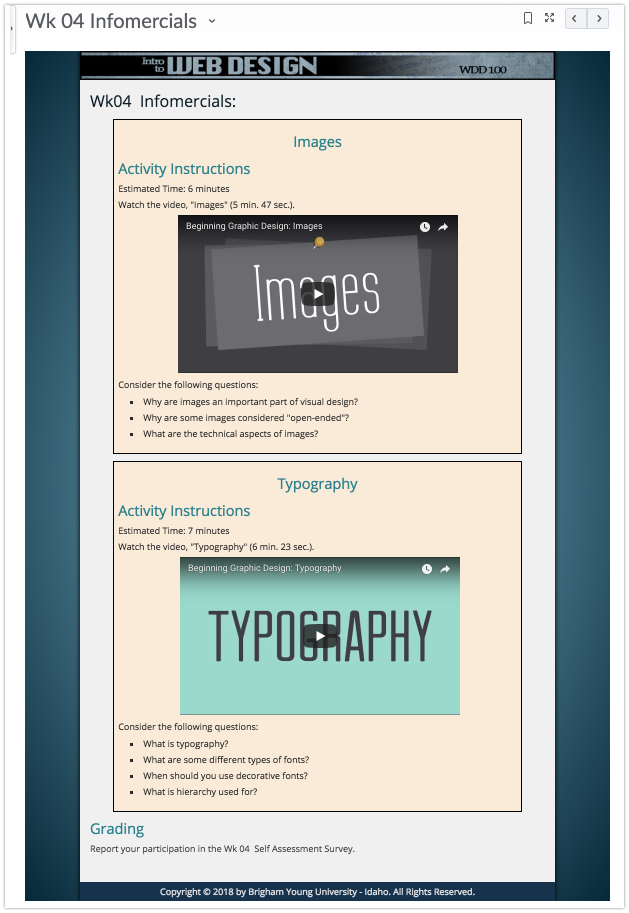 Wk 04 Infomercials
Intro to WEB DESIGN WDD 100
Wk04 Infomercials:
Images
Activity Instructions
Estimated Time: 6 minutes
Watch the video, "Images" (5 min. 47 sec.).
Beginning Graphic Design: Images
Images
Consider the following questions:
Why are images an important part of visual design?
Why are some images considered "open-ended"?
What are the technical aspects of images?
Typography
Activity Instructions
Estimated Time: 7 minutes
Watch the video, "Typography" (6 min. 23 sec.).
Beginning Graphic Design: Typography
TYPOGRAPHY
Consider the following questions:
What is typography?
What are some different types of fonts?
When should you use decorative fonts?
What is hierarchy used for?
Grading
Report your participation in the Wk 04 Self Assessment Survey.
Copyright © 2018 by Brigham Young University - Idaho. All Rights Reserved.